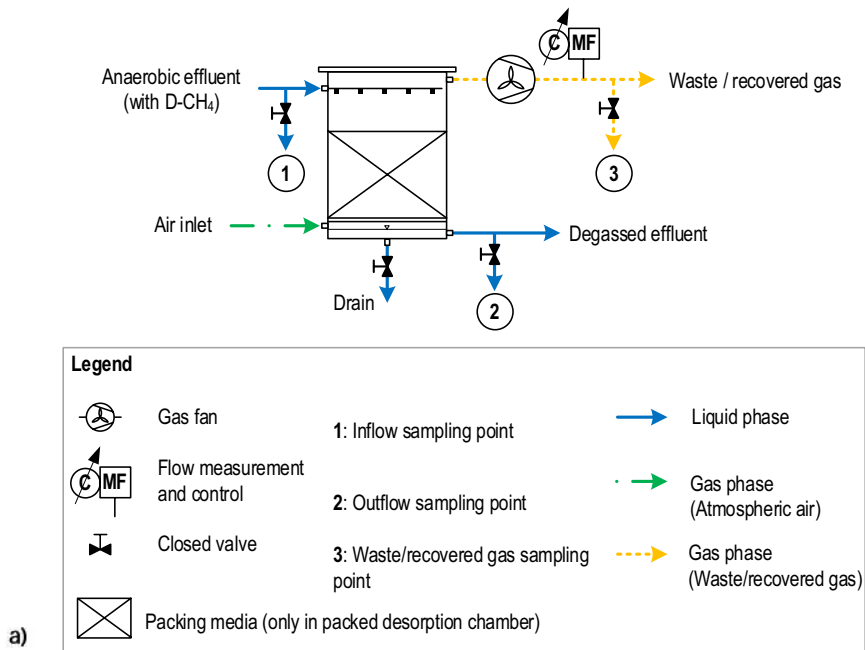 C MF
Anaerobic effluent
(with D-CH₄)
Waste / recovered gas
1
3
Air inlet
Degassed effluent
Drain
2
Legend
Gas fan
1: Inflow sampling point
Liquid phase
C MF
Flow measurement
and control
2: Outflow sampling point
Gas phase
(Atmospheric air)
Closed valve
3: Waste/recovered gas sampling
point
Gas phase
(Waste/recovered gas)
Packing media (only in packed desorption chamber)
a)